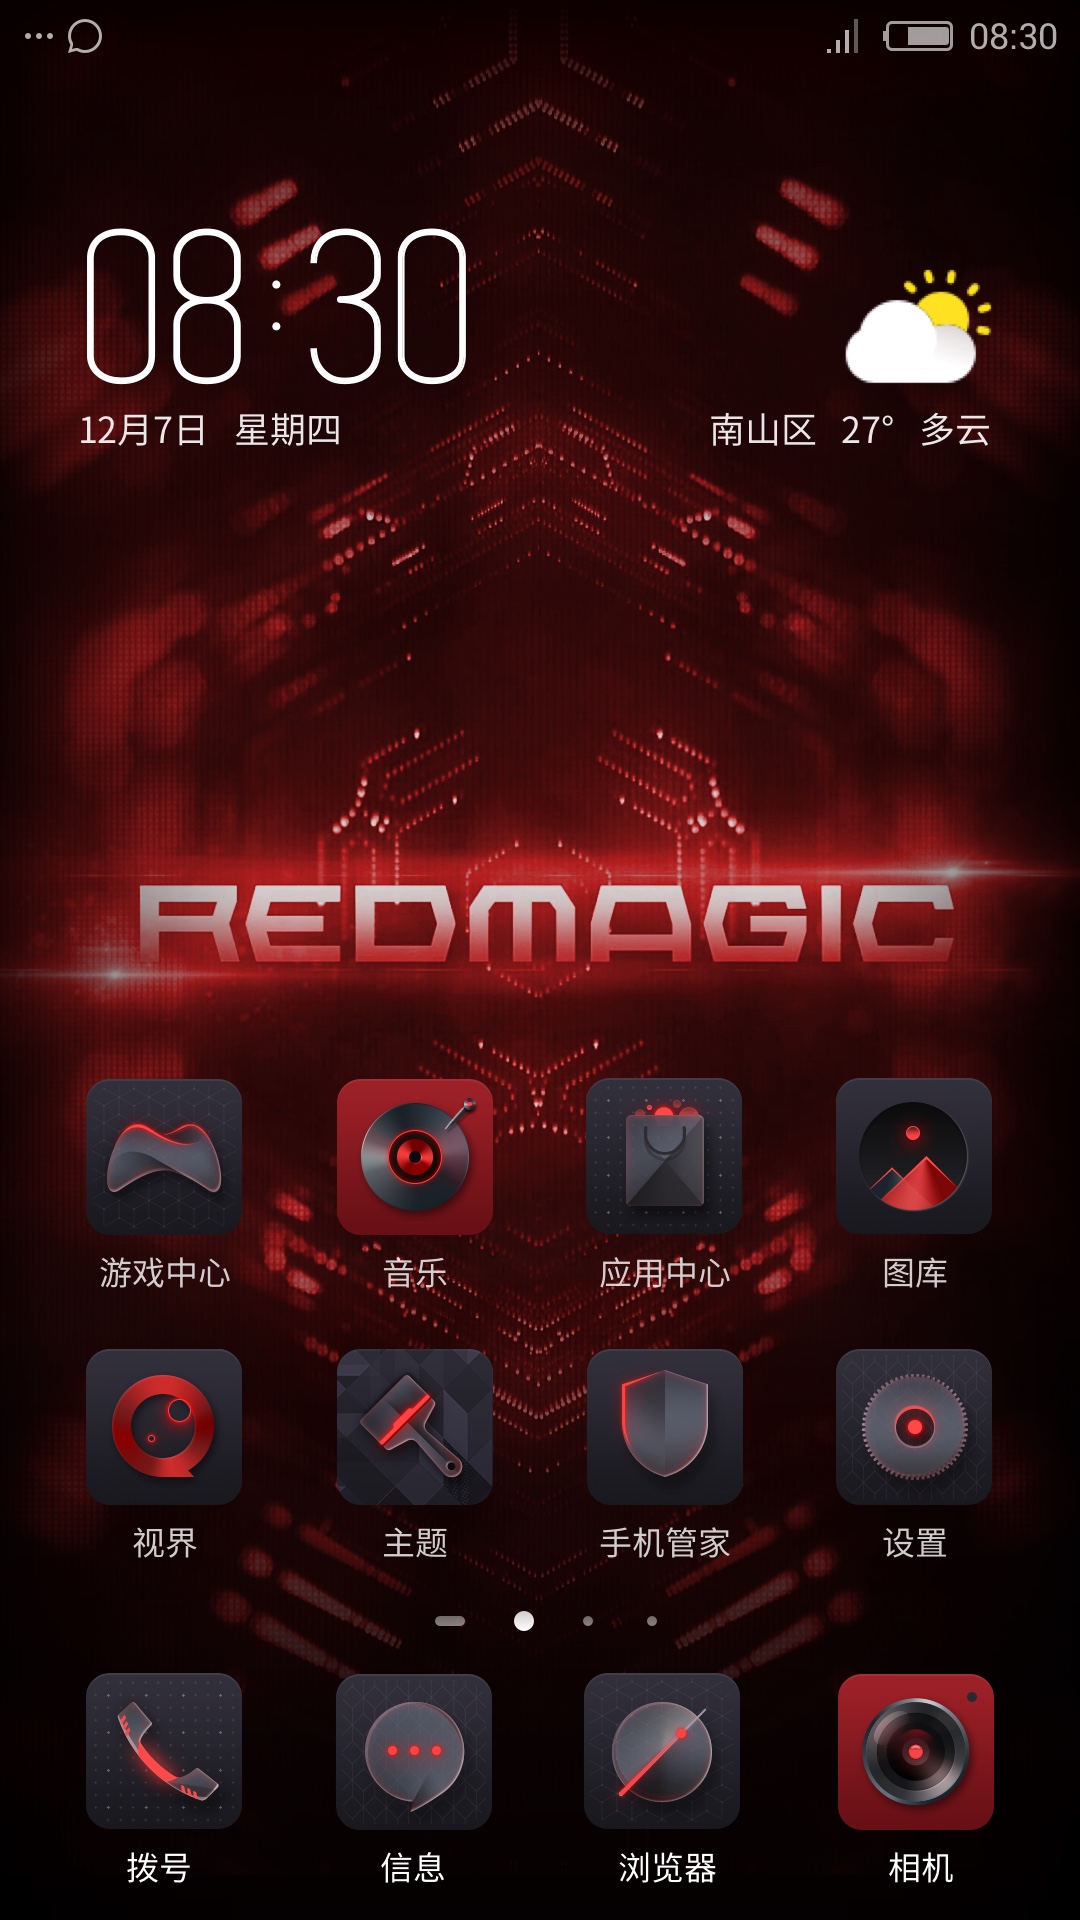 08:30
08:30
12月7日 星期四
南山区 27° 多云
REDMAGIC
游戏中心 音乐 应用中心 图库
视界 主题 手机管家 设置
拨号 信息 浏览器 相机